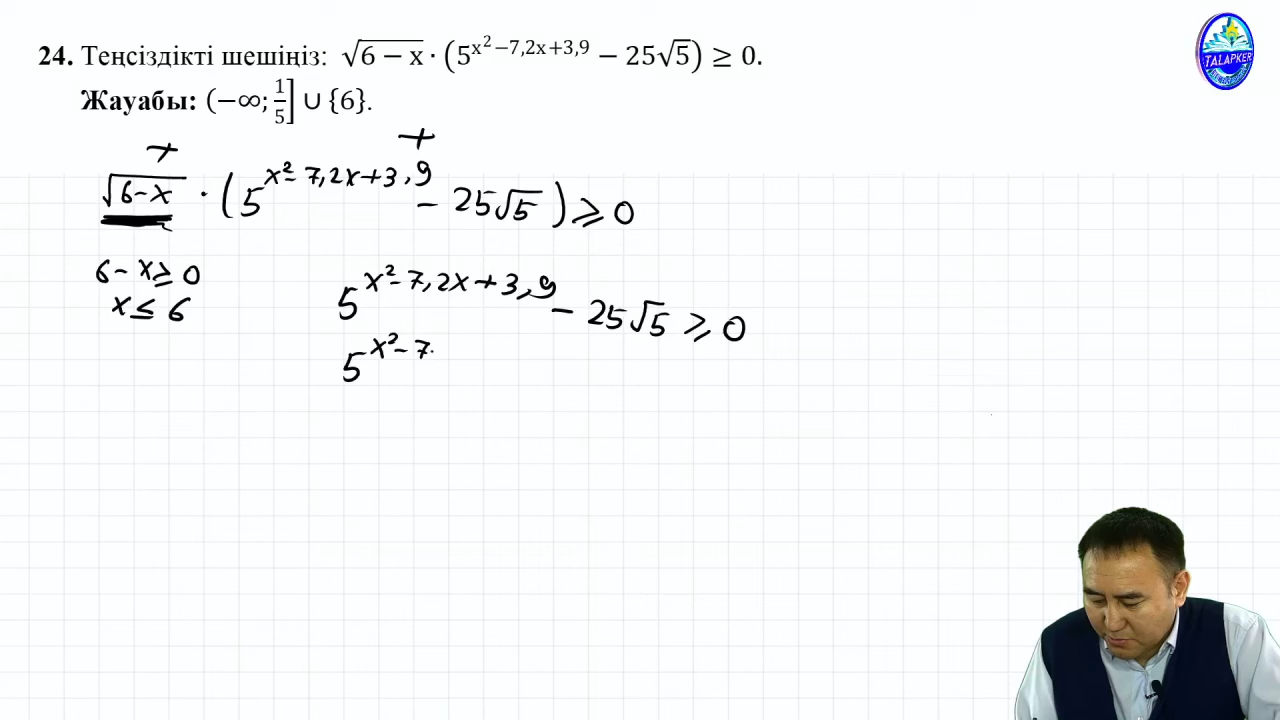 24. Теңсіздікті шешіңіз: √(6−x) · (5^(x²−7,2x+3,9) − 25√5) ≥ 0.
Жауабы: (−∞; 1/5] ∪ {6}.
TALAPKER
+ +
√(6-x) · (5^(x²-7,2x+3,9) - 25√5) ⩾ 0
6-x≥0
x≤6
5^(x²-7,2x+3,9) - 25√5 ⩾ 0
5^(x²-7.